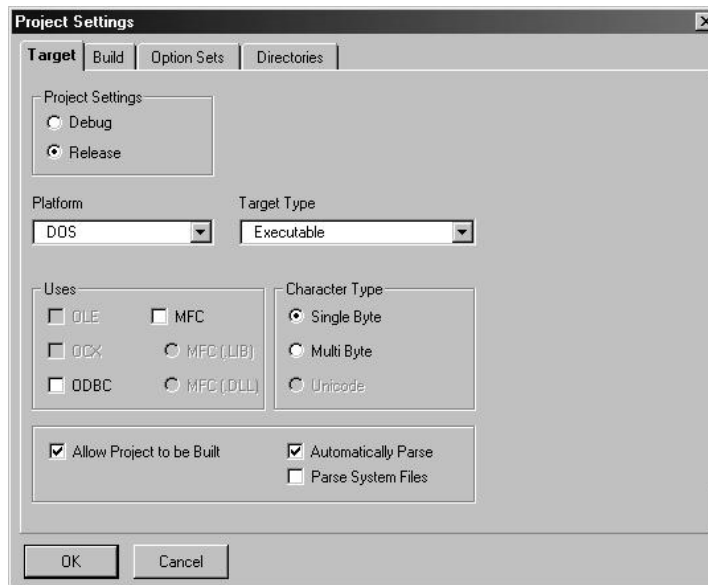 Project Settings
Target Build Option Sets Directories
Project Settings
Debug
Release
Platform Target Type
DOS Executable
Uses Character Type
OLE MFC Single Byte
OCX MFC (.LIB) Multi Byte
ODBC MFC (.DLL) Unicode
Allow Project to be Built Automatically Parse
Parse System Files
OK Cancel